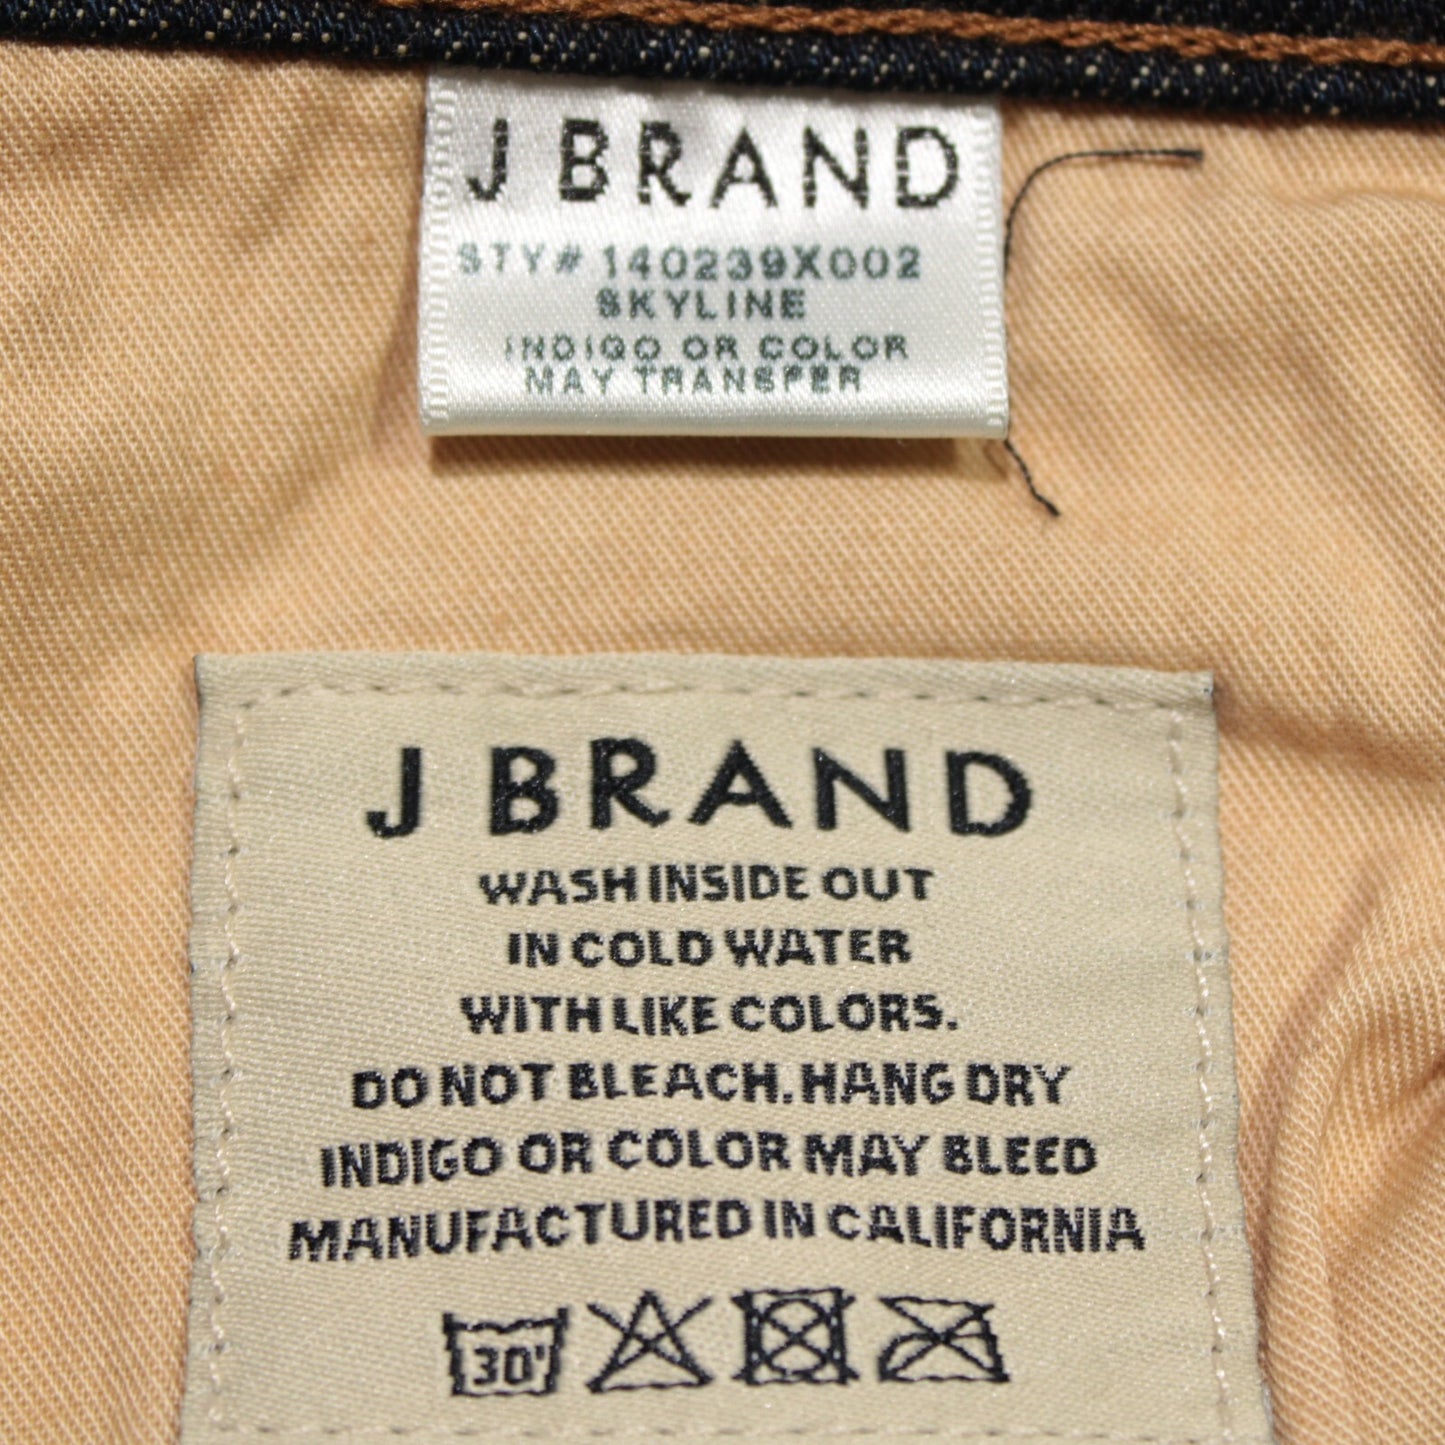 J BRAND
STY# 140239X002
SKYLINE
INDIGO OR COLOR
MAY TRANSFER
J BRAND
WASH INSIDE OUT
IN COLD WATER
WITH LIKE COLORS.
DO NOT BLEACH. HANG DRY
INDIGO OR COLOR MAY BLEED
MANUFACTURED IN CALIFORNIA
30°